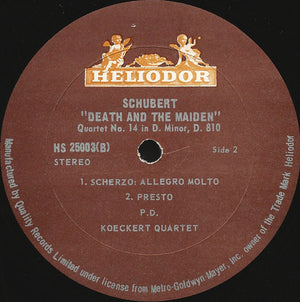 HELIODOR
SCHUBERT
"DEATH AND THE MAIDEN"
Quartet No. 14 in D. Minor, D. 810
HS 25003(B)
Side 2
STEREO
1. SCHERZO: ALLEGRO MOLTO
2. PRESTO
P.D.
KOECKERT QUARTET
Manufactured by Quality Records Limited under license from Metro-Goldwyn-Mayer, Inc. owner of the Trade Mark Heliodor